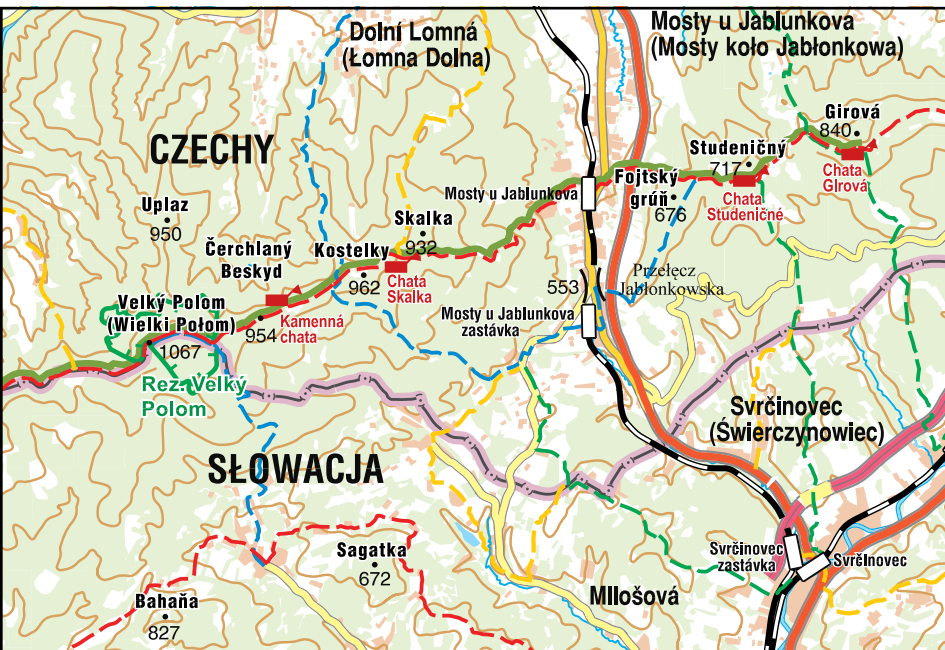 Dolní Lomná
(Łomna Dolna)
Mosty u Jablunkova
(Mosty koło Jabłonkowa)
CZECHY
Girová
840
Studeničný
717
Chata
Girová
Chata
Studeničné
Fojtský
grúň
676
Mosty u Jablunkova
Uplaz
950
Skalka
932
Čerchlaný
Beskyd
Kostelky
962
Chata
Skalka
Przełęcz
Jabłonkowska
553
Velký Polom
(Wielki Połom)
1067
954
Kamenná
chata
Mosty u Jablunkova
zastávka
Rez. Velký
Polom
Svrčinovec
(Świerczynowiec)
SŁOWACJA
Sagatka
672
Svrčinovec
zastávka
Svrčlnovec
Mllošová
Bahaňa
827